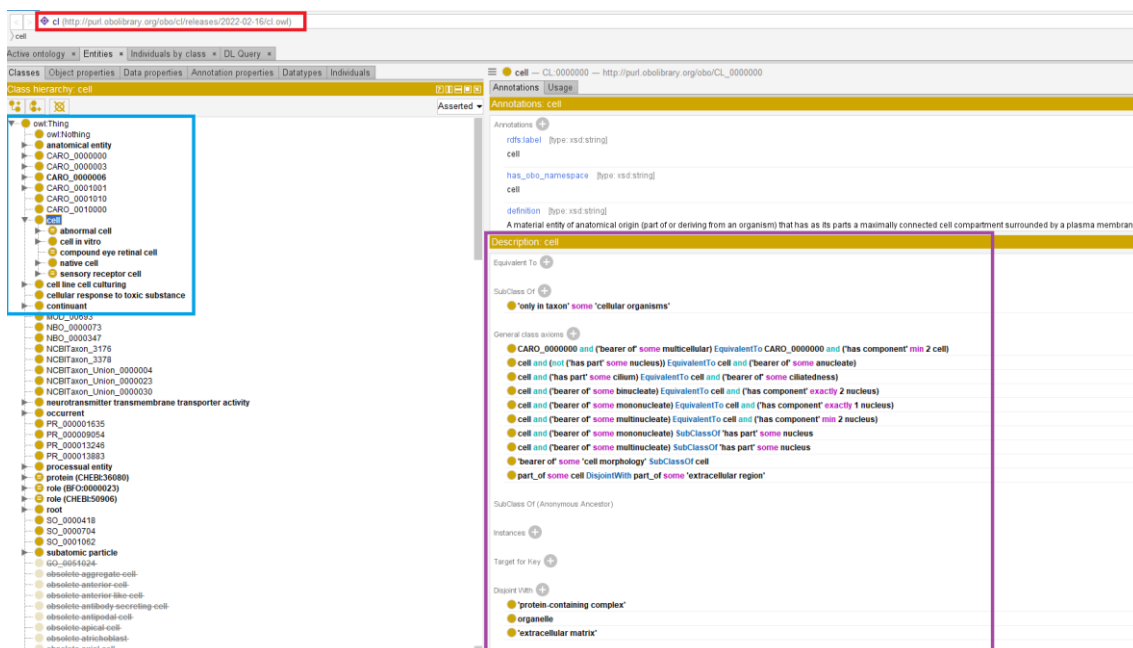 cl (http://purl.obolibrary.org/obo/cl/releases/2022-02-16/cl.owl)
cell
Active ontology × Entities × Individuals by class × DL Query ×
Classes Object properties Data properties Annotation properties Datatypes Individuals
Class hierarchy: cell
Asserted
owl:Thing
owl:Nothing
anatomical entity
CARO_0000000
CARO_0000003
CARO_0000006
CARO_0001001
CARO_0001010
CARO_0010000
cell
abnormal cell
cell in vitro
compound eye retinal cell
native cell
sensory receptor cell
cell line cell culturing
cellular response to toxic substance
continuant
MOD_00693
NBO_0000073
NBO_0000347
NCBITaxon_3176
NCBITaxon_3378
NCBITaxon_Union_0000004
NCBITaxon_Union_0000023
NCBITaxon_Union_0000030
neurotransmitter transmembrane transporter activity
occurrent
PR_000001635
PR_000009054
PR_000013246
PR_000013883
processual entity
protein (CHEBI:36080)
role (BFO:0000023)
role (CHEBI:50906)
root
SO_0000418
SO_0000704
SO_0001062
subatomic particle
GO_0051024
obsolete aggregate cell
obsolete anterior cell
obsolete anterior like cell
obsolete antibody secreting cell
obsolete antipodal cell
obsolete apical cell
obsolete atrichoblast
cell — CL:0000000 — http://purl.obolibrary.org/obo/CL_0000000
Annotations Usage
Annotations: cell
Annotations
rdfs:label [type: xsd:string]
cell
has_obo_namespace [type: xsd:string]
cell
definition [type: xsd:string]
A material entity of anatomical origin (part of or deriving from an organism) that has as its parts a maximally connected cell compartment surrounded by a plasma membran
Description: cell
Equivalent To
SubClass Of
'only in taxon' some 'cellular organisms'
General class axioms
CARO_0000000 and ('bearer of' some multicellular) EquivalentTo CARO_0000000 and ('has component' min 2 cell)
cell and (not ('has part' some nucleus)) EquivalentTo cell and ('bearer of' some anucleate)
cell and ('has part' some cilium) EquivalentTo cell and ('bearer of' some ciliatedness)
cell and ('bearer of' some binucleate) EquivalentTo cell and ('has component' exactly 2 nucleus)
cell and ('bearer of' some mononucleate) EquivalentTo cell and ('has component' exactly 1 nucleus)
cell and ('bearer of' some multinucleate) EquivalentTo cell and ('has component' min 2 nucleus)
cell and ('bearer of' some mononucleate) SubClassOf 'has part' some nucleus
cell and ('bearer of' some multinucleate) SubClassOf 'has part' some nucleus
'bearer of' some 'cell morphology' SubClassOf cell
part_of some cell DisjointWith part_of some 'extracellular region'
SubClass Of (Anonymous Ancestor)
Instances
Target for Key
Disjoint With
'protein-containing complex'
organelle
'extracellular matrix'